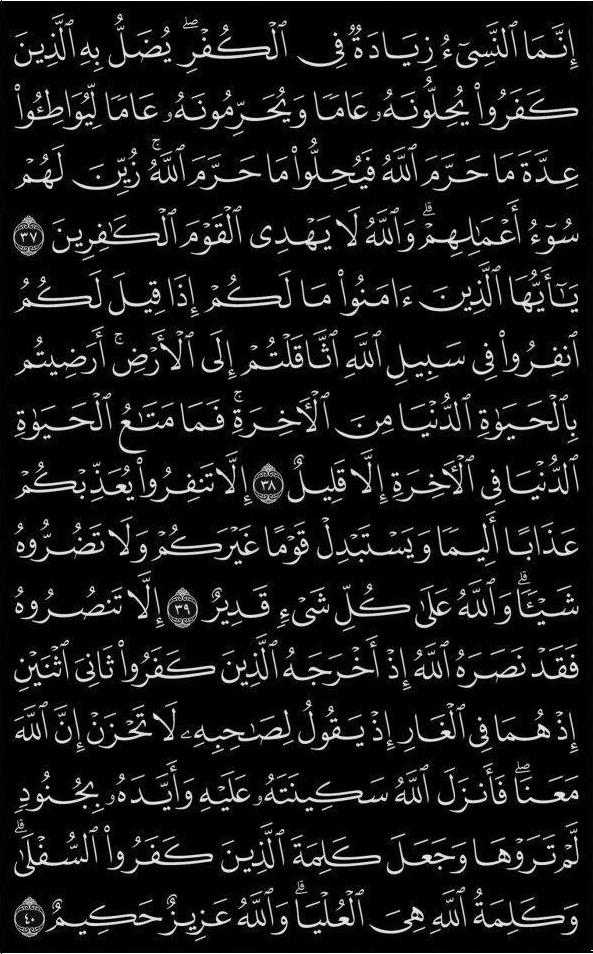 إِنَّمَا ٱلنَّسِىٓءُ زِيَادَةٌ فِى ٱلْكُفْرِ ۖ يُضَلُّ بِهِ ٱلَّذِينَ
كَفَرُوا۟ يُحِلُّونَهُۥ عَامًا وَيُحَرِّمُونَهُۥ عَامًا لِّيُوَاطِـُٔوا۟
عِدَّةَ مَا حَرَّمَ ٱللَّهُ فَيُحِلُّوا۟ مَا حَرَّمَ ٱللَّهُ ۚ زُيِّنَ لَهُمْ
سُوٓءُ أَعْمَـٰلِهِمْ ۗ وَٱللَّهُ لَا يَهْدِى ٱلْقَوْمَ ٱلْكَـٰفِرِينَ ٣٧
يَـٰٓأَيُّهَا ٱلَّذِينَ ءَامَنُوا۟ مَا لَكُمْ إِذَا قِيلَ لَكُمُ
ٱنفِرُوا۟ فِى سَبِيلِ ٱللَّهِ ٱثَّاقَلْتُمْ إِلَى ٱلْأَرْضِ ۚ أَرَضِيتُم
بِٱلْحَيَوٰةِ ٱلدُّنْيَا مِنَ ٱلْـَٔاخِرَةِ ۚ فَمَا مَتَـٰعُ ٱلْحَيَوٰةِ
ٱلدُّنْيَا فِى ٱلْـَٔاخِرَةِ إِلَّا قَلِيلٌ ٣٨ إِلَّا تَنفِرُوا۟ يُعَذِّبْكُمْ
عَذَابًا أَلِيمًا وَيَسْتَبْدِلْ قَوْمًا غَيْرَكُمْ وَلَا تَضُرُّوهُ
شَيْـًٔا ۗ وَٱللَّهُ عَلَىٰ كُلِّ شَىْءٍ قَدِيرٌ ٣٩ إِلَّا تَنصُرُوهُ
فَقَدْ نَصَرَهُ ٱللَّهُ إِذْ أَخْرَجَهُ ٱلَّذِينَ كَفَرُوا۟ ثَانِىَ ٱثْنَيْنِ
إِذْ هُمَا فِى ٱلْغَارِ إِذْ يَقُولُ لِصَـٰحِبِهِۦ لَا تَحْزَنْ إِنَّ ٱللَّهَ
مَعَنَا ۖ فَأَنزَلَ ٱللَّهُ سَكِينَتَهُۥ عَلَيْهِ وَأَيَّدَهُۥ بِجُنُودٍ
لَّمْ تَرَوْهَا وَجَعَلَ كَلِمَةَ ٱلَّذِينَ كَفَرُوا۟ ٱلسُّفْلَىٰ ۗ
وَكَلِمَةُ ٱللَّهِ هِىَ ٱلْعُلْيَا ۗ وَٱللَّهُ عَزِيزٌ حَكِيمٌ ٤٠